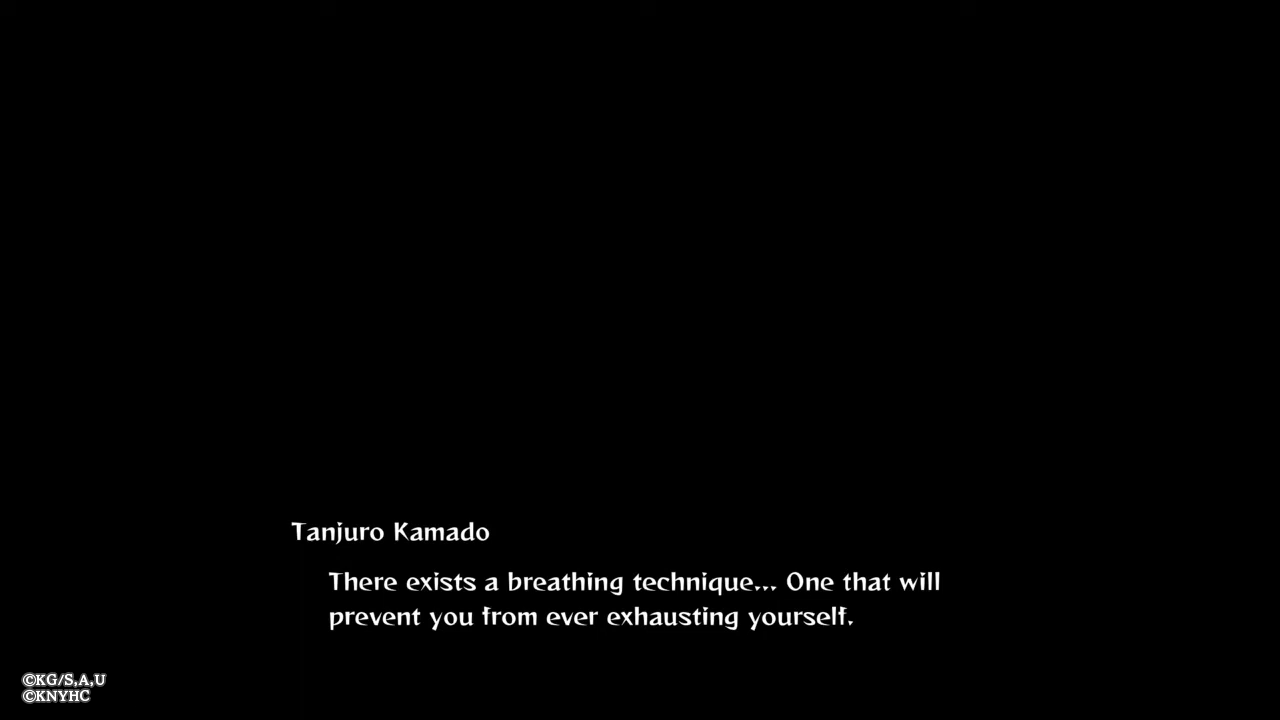 Tanjuro Kamado
There exists a breathing technique... One that will
prevent you from ever exhausting yourself.
©KG/S,A,U
©KNYHC